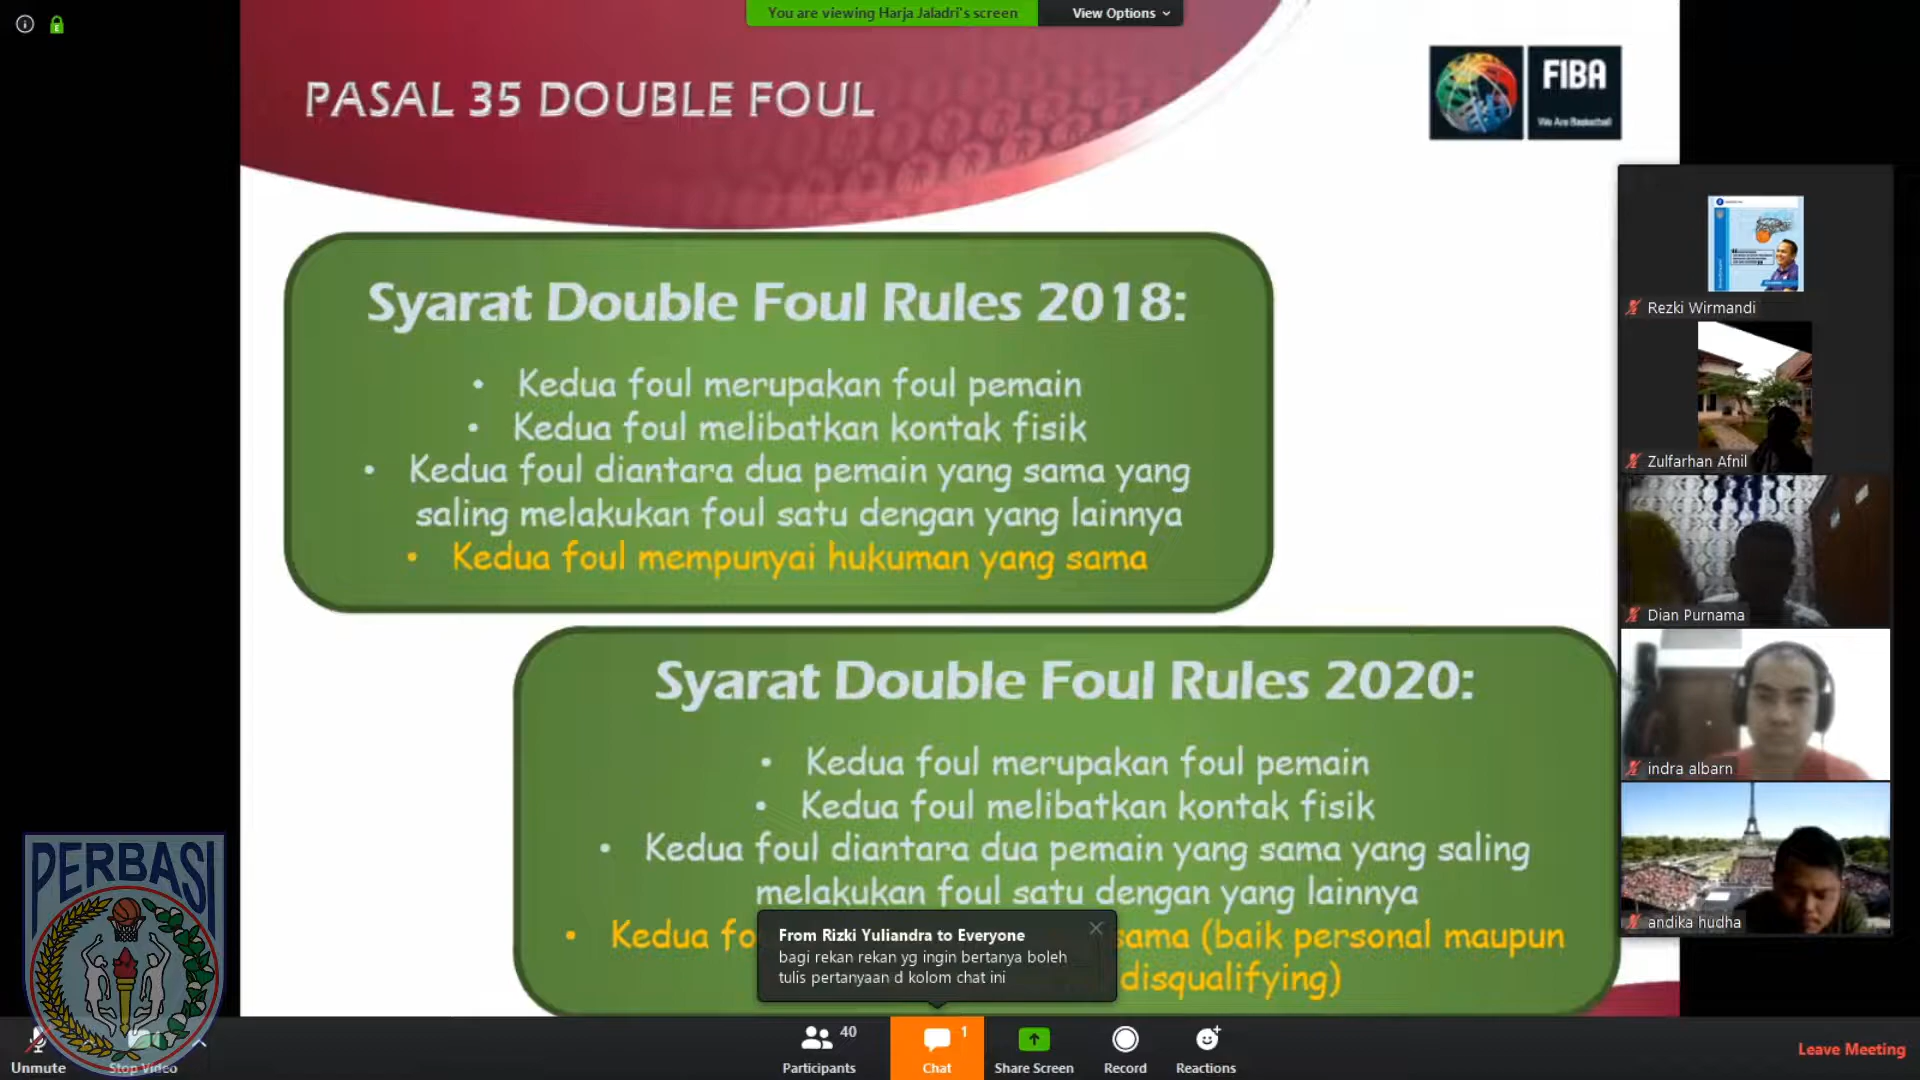 You are viewing Harja Jaladri's screen
View Options
PASAL 35 DOUBLE FOUL
FIBA
We Are Basketball
Syarat Double Foul Rules 2018:
• Kedua foul merupakan foul pemain
• Kedua foul melibatkan kontak fisik
• Kedua foul diantara dua pemain yang sama yang
saling melakukan foul satu dengan yang lainnya
• Kedua foul mempunyai hukuman yang sama
Syarat Double Foul Rules 2020:
• Kedua foul merupakan foul pemain
• Kedua foul melibatkan kontak fisik
• Kedua foul diantara dua pemain yang sama yang saling
melakukan foul satu dengan yang lainnya
• Kedua sama (baik personal maupun
disqualifying)
From Rizki Yuliandra to Everyone
bagi rekan rekan yg ingin bertanya boleh
tulis pertanyaan d kolom chat ini
Rezki Wirmandi
Zulfarhan Afnil
Dian Purnama
indra albarn
andika hudha
PERBASI
Unmute
Stop Video
40
Participants
1
Chat
Share Screen
Record
Reactions
Leave Meeting